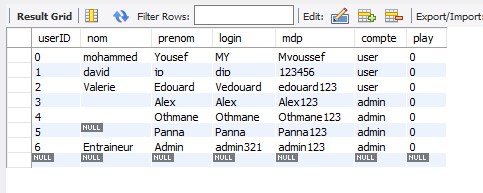 Result Grid Filter Rows: Edit: Export/Import:
userID nom prenom login mdp compte play
0 mohammed Yousef MY Myoussef user 0
1 david jp djp 123456 user 0
2 Valerie Edouard Vedouard edouard123 user 0
3 Alex Alex Alex123 admin 0
4 Othmane Othmane Othmane123 admin 0
5 NULL Panna Panna Panna123 admin 0
6 Entraineur Admin admin321 admin123 admin 0
NULL NULL NULL NULL NULL NULL NULL